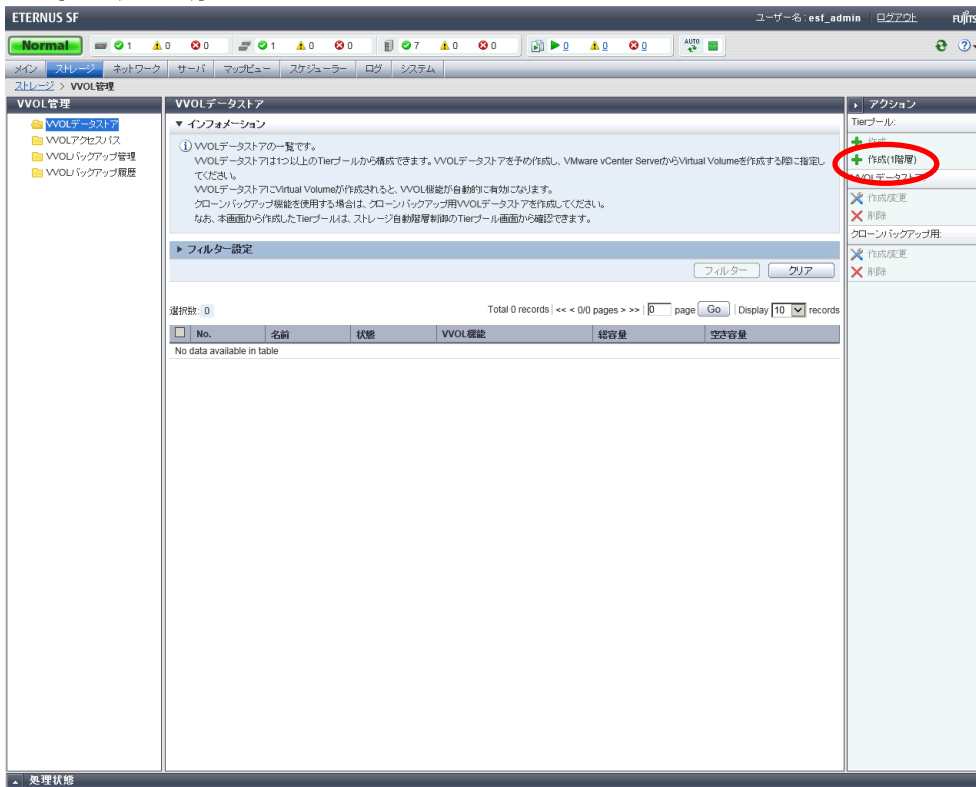 ETERNUS SF ユーザー名：esf_admin ログアウト
Normal 1 0 0 1 0 0 7 0 0 0 0 0 AUTO
メイン ストレージ ネットワーク サーバ マップビュー スケジューラー ログ システム
ストレージ > VVOL管理
VVOL管理
VVOLデータストア
VVOLアクセスパス
VVOLバックアップ管理
VVOLバックアップ履歴
VVOLデータストア
▼ インフォメーション
VVOLデータストアの一覧です。
VVOLデータストアは1つ以上のTierプールから構成できます。VVOLデータストアを予め作成し、VMware vCenter ServerからVirtual Volumeを作成する際に指定し
てください。
VVOLデータストアにVirtual Volumeが作成されると、VVOL機能が自動的に有効になります。
クローンバックアップ機能を使用する場合は、クローンバックアップ用VVOLデータストアを作成してください。
なお、本画面から作成したTierプールは、ストレージ自動階層制御のTierプール画面から確認できます。
▶ フィルター設定
フィルター クリア
選択数: 0 Total 0 records | << < 0/0 pages > >> | 0 page Go | Display 10 records
No. 名前 状態 VVOL機能 総容量 空き容量
No data available in table
アクション
Tierプール:
作成
作成(1階層)
VVOLデータストア:
作成/変更
削除
クローンバックアップ用:
作成/変更
削除
処理状態